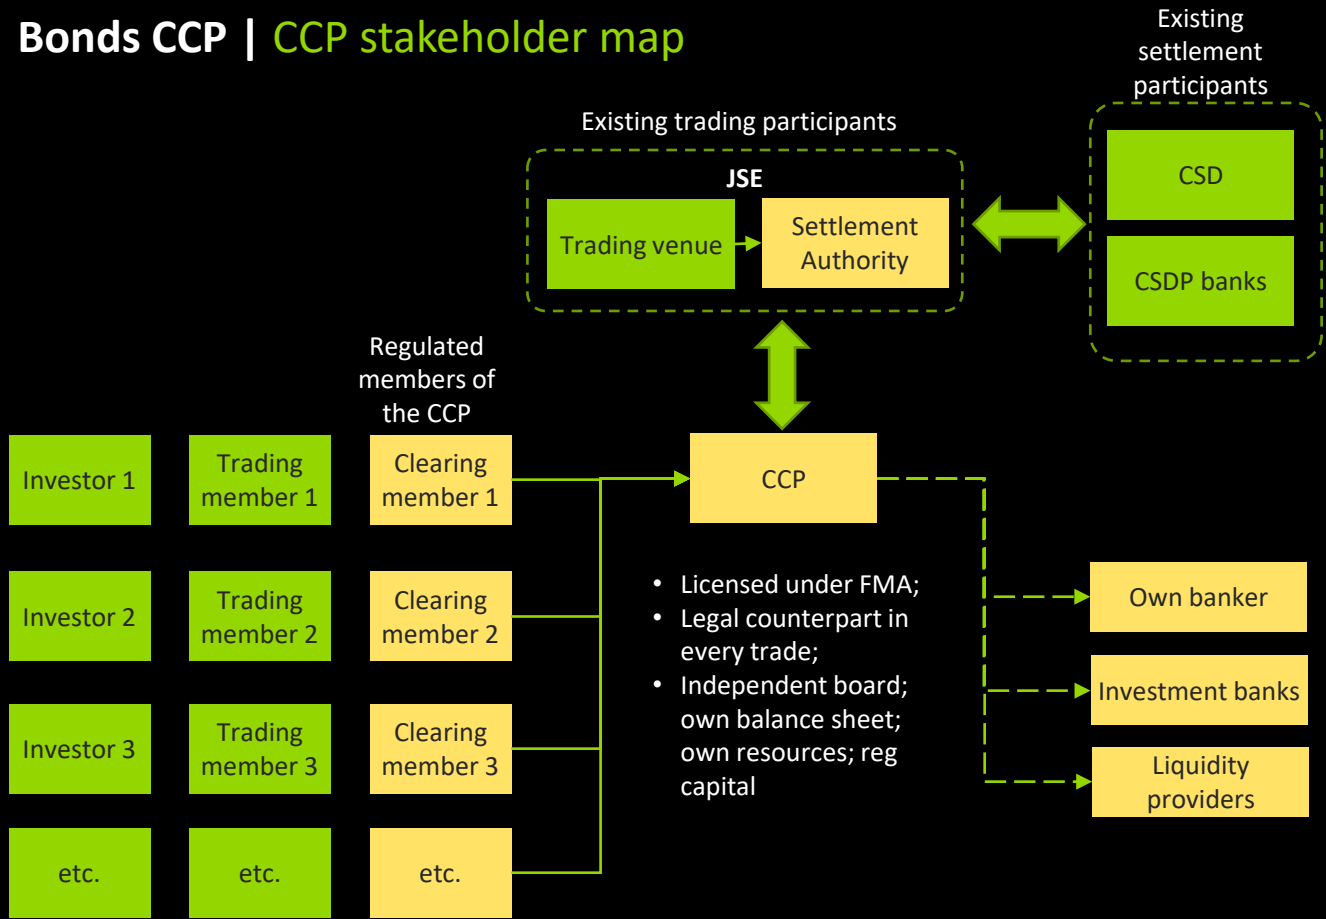 Bonds CCP | CCP stakeholder map
Existing
settlement
participants
Existing trading participants
JSE
Trading venue
Settlement
Authority
CSD
CSDP banks
Regulated
members of
the CCP
Investor 1
Trading
member 1
Clearing
member 1
CCP
Investor 2
Trading
member 2
Clearing
member 2
Investor 3
Trading
member 3
Clearing
member 3
etc.
etc.
etc.
• Licensed under FMA;
• Legal counterpart in
every trade;
• Independent board;
own balance sheet;
own resources; reg
capital
Own banker
Investment banks
Liquidity
providers